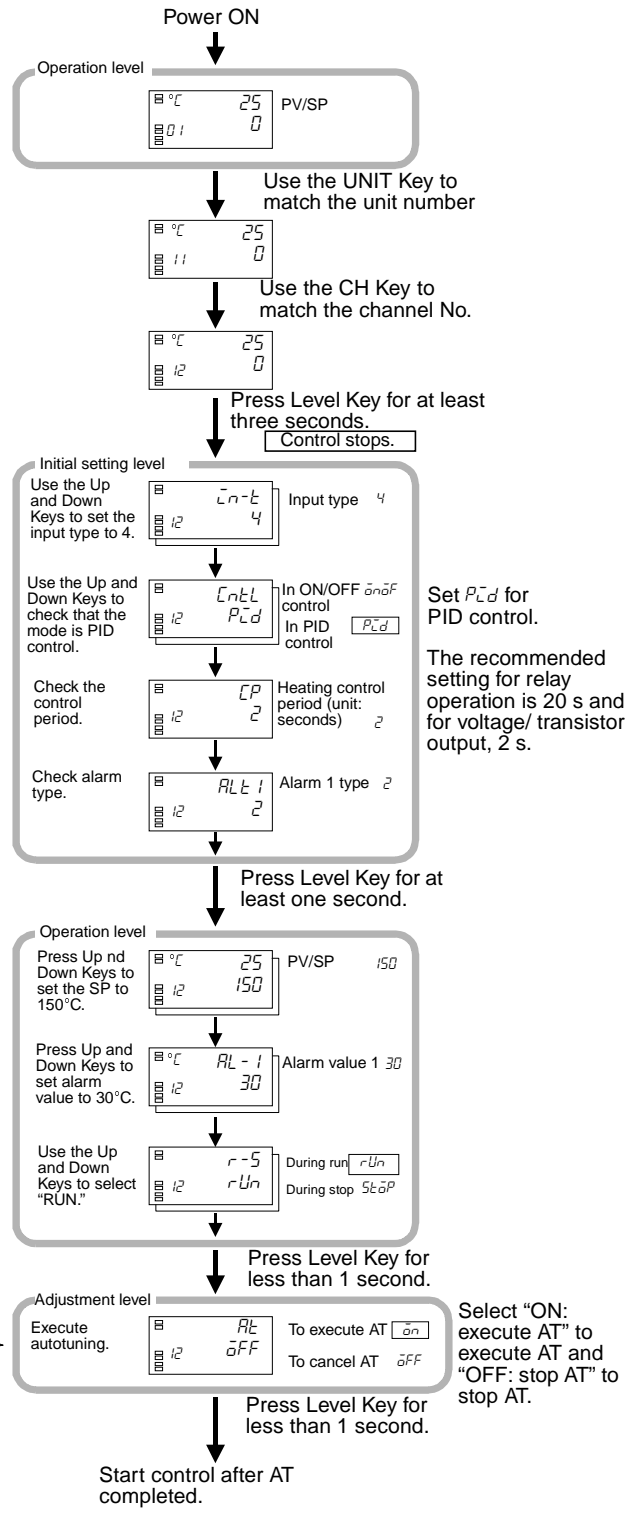 Power ON
Operation level
°C 25
01 0
PV/SP
Use the UNIT Key to
match the unit number
°C 25
11 0
Use the CH Key to
match the channel No.
°C 25
12 0
Press Level Key for at least
three seconds.
Control stops.
Initial setting level
Use the Up
and Down
Keys to set the
input type to 4.
in-t
12 4
Input type 4
Use the Up and
Down Keys to
check that the
mode is PID
control.
CntL
12 Pid
In ON/OFF onoF
control
In PID Pid
control
Set Pid for
PID control.
Check the
control
period.
CP
12 2
Heating control
period (unit:
seconds) 2
The recommended
setting for relay
operation is 20 s and
for voltage/ transistor
output, 2 s.
Check alarm
type.
ALt1
12 2
Alarm 1 type 2
Press Level Key for at
least one second.
Operation level
Press Up nd
Down Keys to
set the SP to
150°C.
°C 25
12 150
PV/SP 150
Press Up and
Down Keys to
set alarm
value to 30°C.
°C AL-1
12 30
Alarm value 1 30
Use the Up
and Down
Keys to select
“RUN.”
r-S
12 rUn
During run rUn
During stop StoP
Press Level Key for
less than 1 second.
Adjustment level
Execute
autotuning.
At
12 oFF
To execute AT on
To cancel AT oFF
Select “ON:
execute AT” to
execute AT and
“OFF: stop AT” to
stop AT.
Press Level Key for
less than 1 second.
Start control after AT
completed.